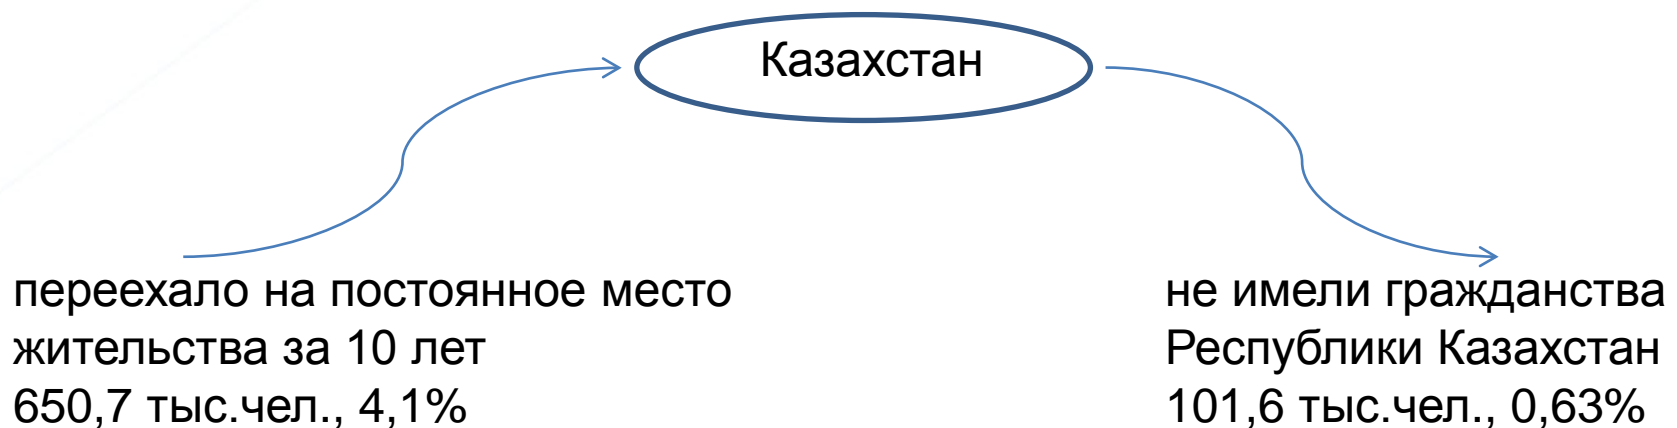 Казахстан
переехало на постоянное место
жительства за 10 лет
650,7 тыс.чел., 4,1%
не имели гражданства
Республики Казахстан
101,6 тыс.чел., 0,63%